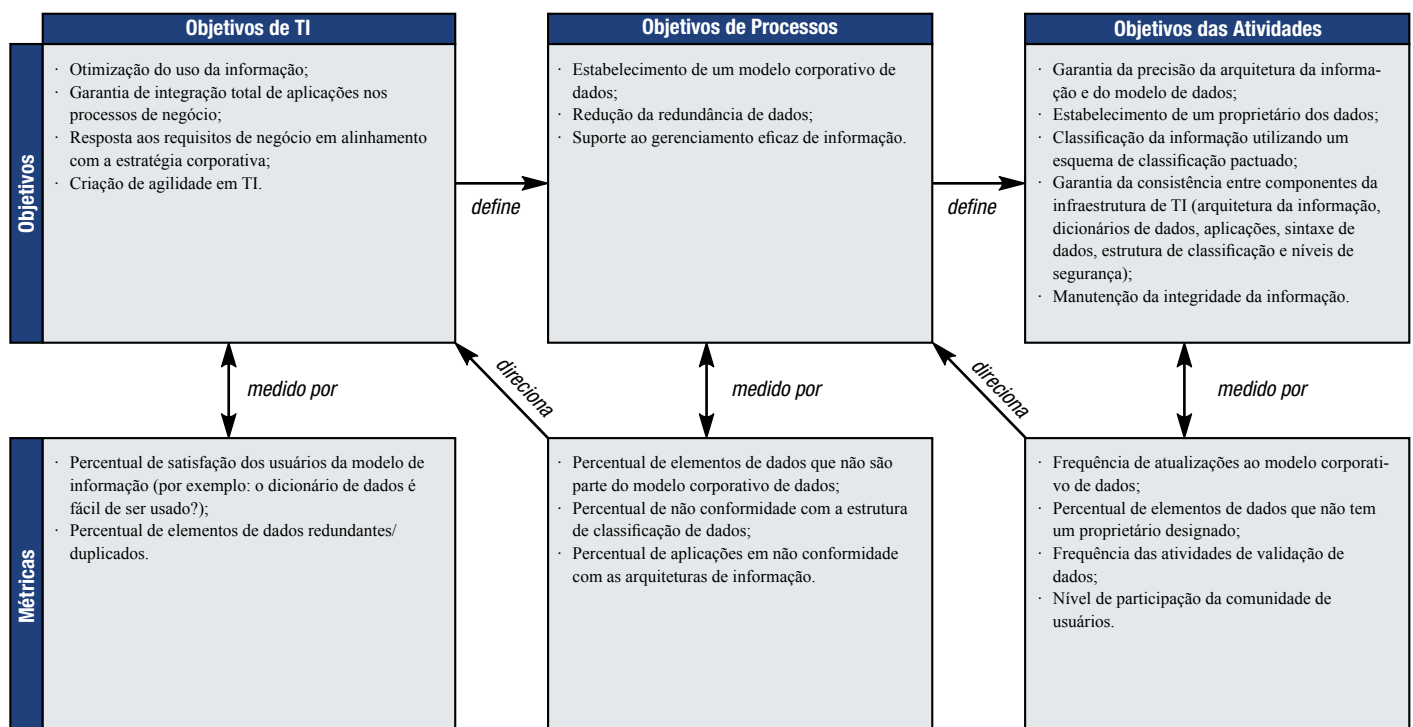 Objetivos de TI
Objetivos de Processos
Objetivos das Atividades
Objetivos
· Otimização do uso da informação;
· Garantia de integração total de aplicações nos
processos de negócio;
· Resposta aos requisitos de negócio em alinhamento
com a estratégia corporativa;
· Criação de agilidade em TI.
define
· Estabelecimento de um modelo corporativo de
dados;
· Redução da redundância de dados;
· Suporte ao gerenciamento eficaz de informação.
define
· Garantia da precisão da arquitetura da informa-
ção e do modelo de dados;
· Estabelecimento de um proprietário dos dados;
· Classificação da informação utilizando um
esquema de classificação pactuado;
· Garantia da consistência entre componentes da
infraestrutura de TI (arquitetura da informação,
dicionários de dados, aplicações, sintaxe de
dados, estrutura de classificação e níveis de
segurança);
· Manutenção da integridade da informação.
medido por
direciona
medido por
direciona
medido por
Métricas
· Percentual de satisfação dos usuários da modelo de
informação (por exemplo: o dicionário de dados é
fácil de ser usado?);
· Percentual de elementos de dados redundantes/
duplicados.
· Percentual de elementos de dados que não são
parte do modelo corporativo de dados;
· Percentual de não conformidade com a estrutura
de classificação de dados;
· Percentual de aplicações em não conformidade
com as arquiteturas de informação.
· Frequência de atualizações ao modelo corporati-
vo de dados;
· Percentual de elementos de dados que não tem
um proprietário designado;
· Frequência das atividades de validação de
dados;
· Nível de participação da comunidade de
usuários.